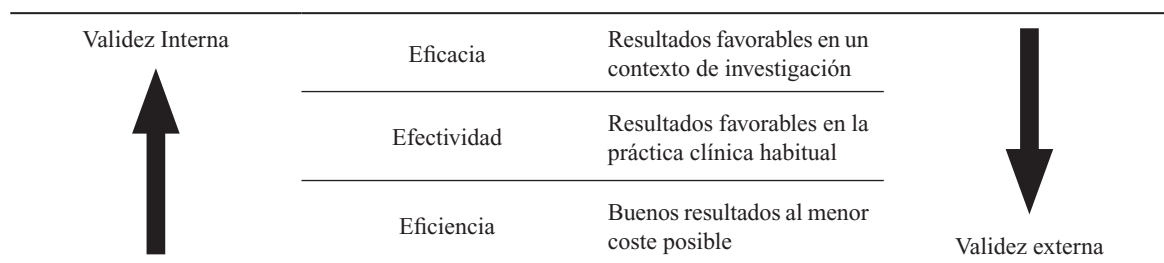 Validez Interna
Eficacia
Resultados favorables en un
contexto de investigación
Efectividad
Resultados favorables en la
práctica clínica habitual
Eficiencia
Buenos resultados al menor
coste posible
Validez externa